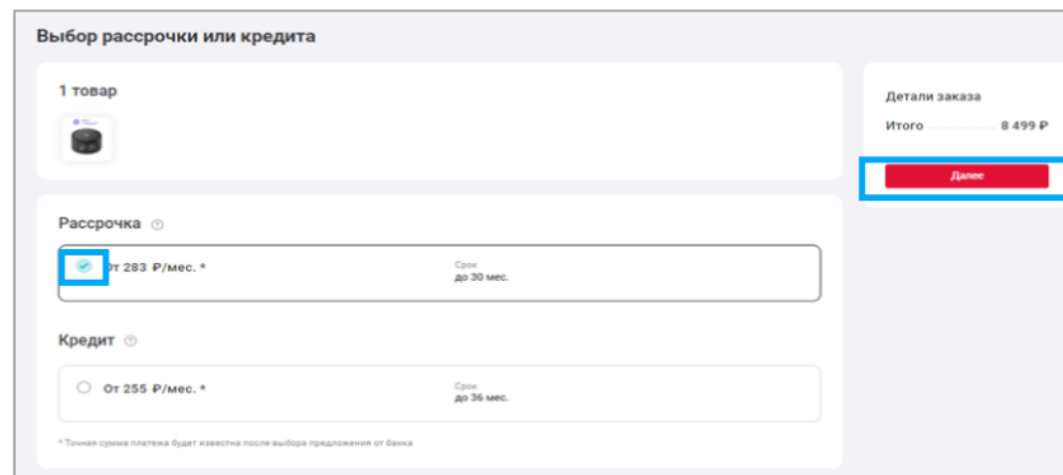 Выбор рассрочки или кредита
1 товар
Детали заказа
Итого 8 499 ₽
Далее
Рассрочка
От 283 ₽/мес. *
Срок
до 30 мес.
Кредит
От 255 ₽/мес. *
Срок
до 36 мес.
* Точная сумма платежа будет известна после выбора предложения от банка